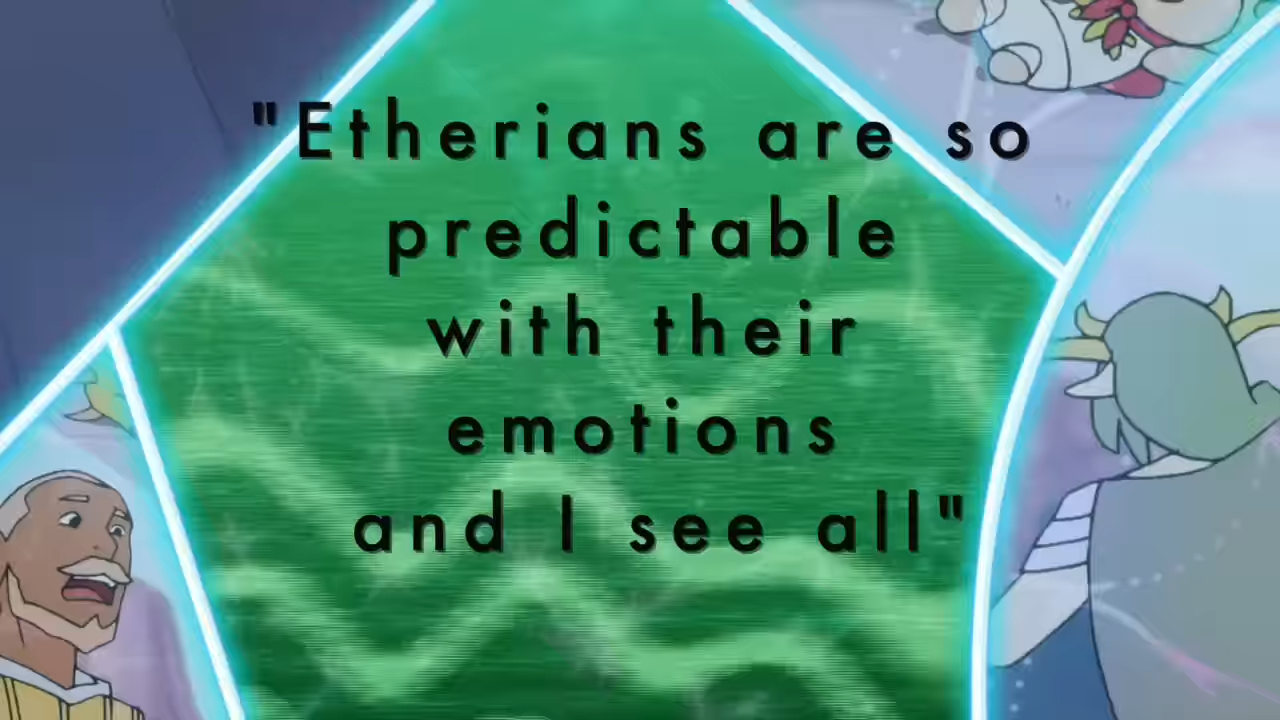 "Etherians are so
predictable
with their
emotions
and I see all"